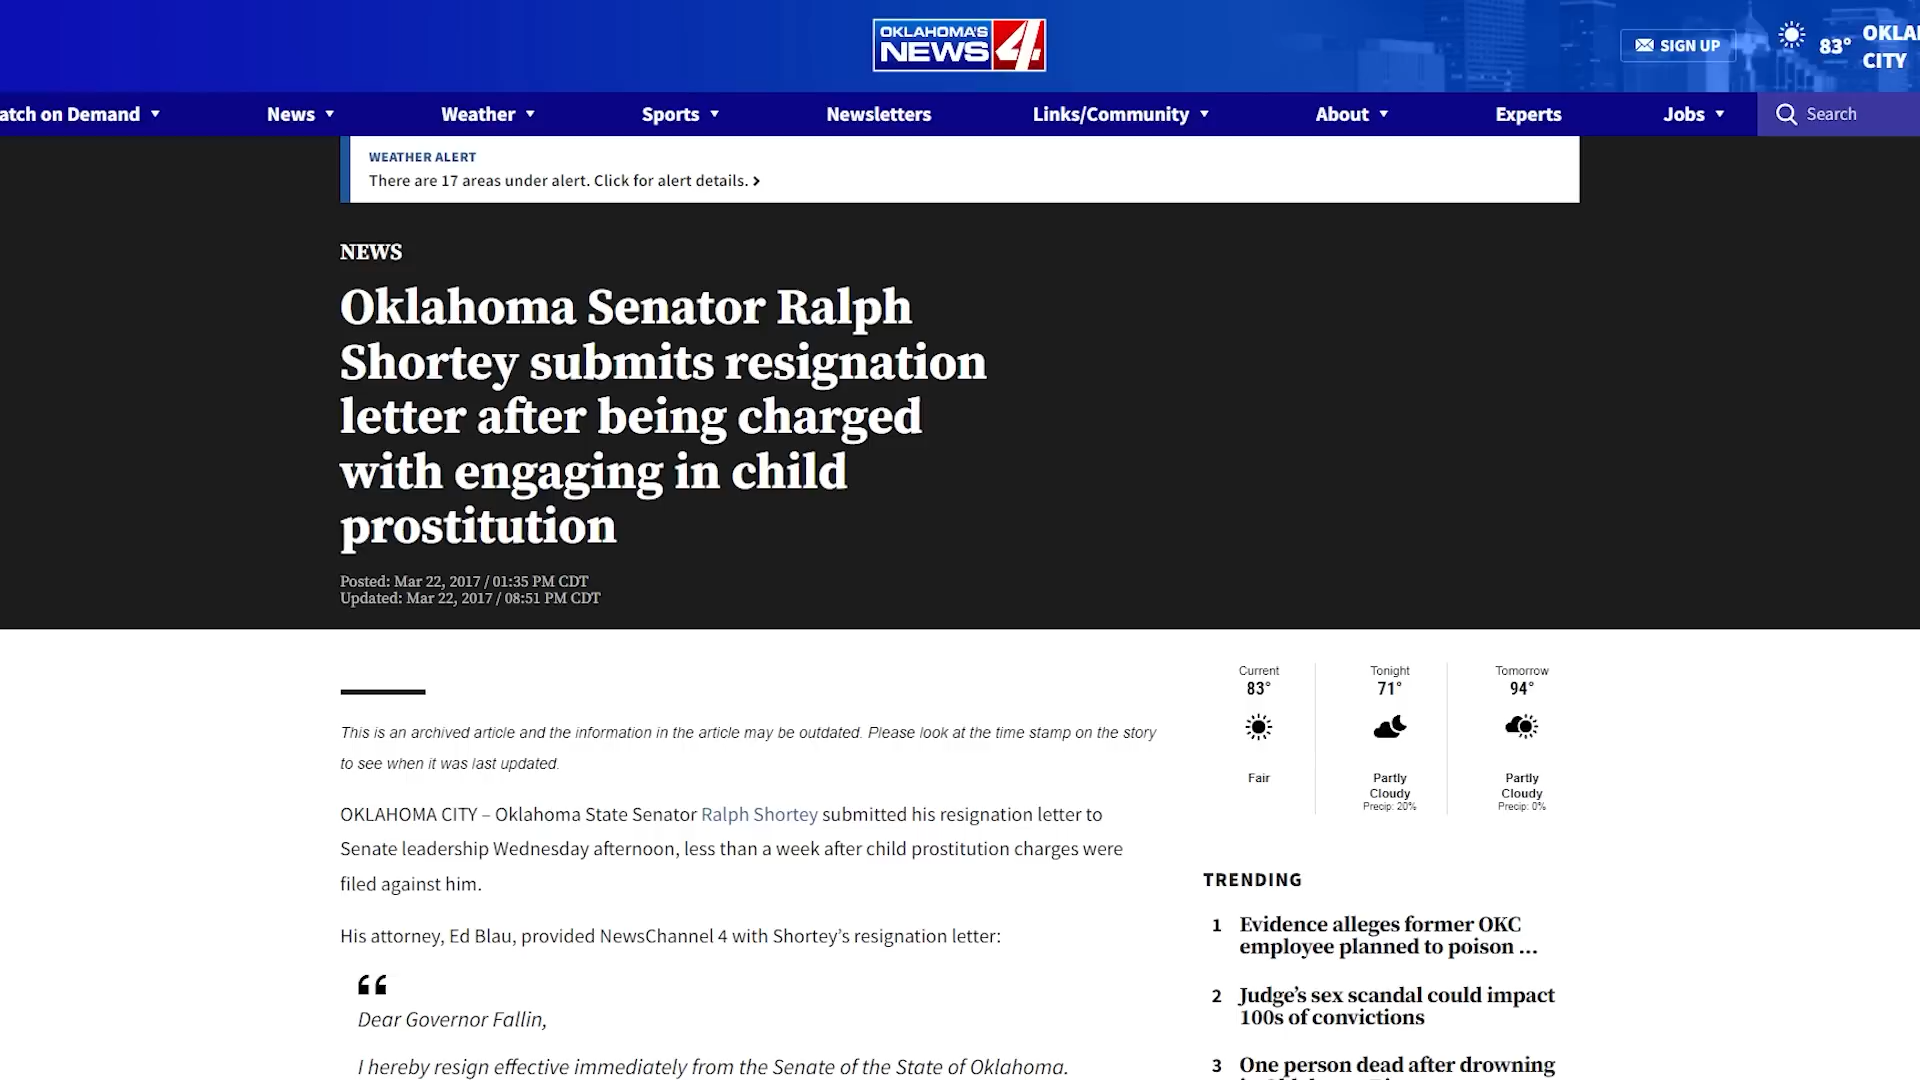 OKLAHOMA'S
NEWS 4
SIGN UP
83°
OKLA
CITY
atch on Demand
News
Weather
Sports
Newsletters
Links/Community
About
Experts
Jobs
Search
WEATHER ALERT
There are 17 areas under alert. Click for alert details.
NEWS
Oklahoma Senator Ralph
Shortey submits resignation
letter after being charged
with engaging in child
prostitution
Posted: Mar 22, 2017 / 01:35 PM CDT
Updated: Mar 22, 2017 / 08:51 PM CDT
This is an archived article and the information in the article may be outdated. Please look at the time stamp on the story
to see when it was last updated.
OKLAHOMA CITY – Oklahoma State Senator Ralph Shortey submitted his resignation letter to
Senate leadership Wednesday afternoon, less than a week after child prostitution charges were
filed against him.
His attorney, Ed Blau, provided NewsChannel 4 with Shortey’s resignation letter:
“
Dear Governor Fallin,
I hereby resign effective immediately from the Senate of the State of Oklahoma.
Current
83°
Fair
Tonight
71°
Partly
Cloudy
Precip: 20%
Tomorrow
94°
Partly
Cloudy
Precip: 0%
TRENDING
1 Evidence alleges former OKC
employee planned to poison ...
2 Judge’s sex scandal could impact
100s of convictions
3 One person dead after drowning